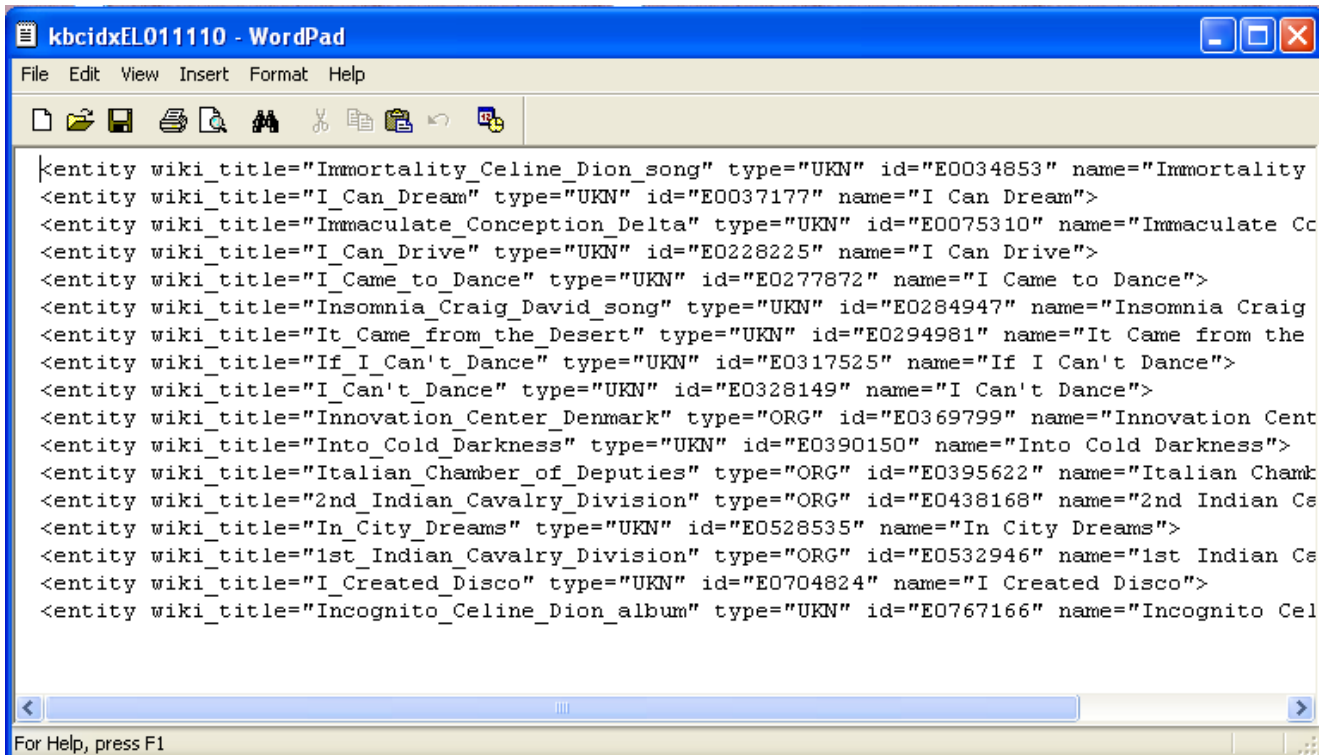 kbcidxEL011110 - WordPad
File Edit View Insert Format Help
<entity wiki_title="Immortality_Celine_Dion_song" type="UKN" id="E0034853" name="Immortality
<entity wiki_title="I_Can_Dream" type="UKN" id="E0037177" name="I Can Dream">
<entity wiki_title="Immaculate_Conception_Delta" type="UKN" id="E0075310" name="Immaculate Co
<entity wiki_title="I_Can_Drive" type="UKN" id="E0228225" name="I Can Drive">
<entity wiki_title="I_Came_to_Dance" type="UKN" id="E0277872" name="I Came to Dance">
<entity wiki_title="Insomnia_Craig_David_song" type="UKN" id="E0284947" name="Insomnia Craig
<entity wiki_title="It_Came_from_the_Desert" type="UKN" id="E0294981" name="It Came from the
<entity wiki_title="If_I_Can't_Dance" type="UKN" id="E0317525" name="If I Can't Dance">
<entity wiki_title="I_Can't_Dance" type="UKN" id="E0328149" name="I Can't Dance">
<entity wiki_title="Innovation_Center_Denmark" type="ORG" id="E0369799" name="Innovation Cent
<entity wiki_title="Into_Cold_Darkness" type="UKN" id="E0390150" name="Into Cold Darkness">
<entity wiki_title="Italian_Chamber_of_Deputies" type="ORG" id="E0395622" name="Italian Chamb
<entity wiki_title="2nd_Indian_Cavalry_Division" type="ORG" id="E0438168" name="2nd Indian Ca
<entity wiki_title="In_City_Dreams" type="UKN" id="E0528535" name="In City Dreams">
<entity wiki_title="1st_Indian_Cavalry_Division" type="ORG" id="E0532946" name="1st Indian Ca
<entity wiki_title="I_Created_Disco" type="UKN" id="E0704824" name="I Created Disco">
<entity wiki_title="Incognito_Celine_Dion_album" type="UKN" id="E0767166" name="Incognito Cel
For Help, press F1